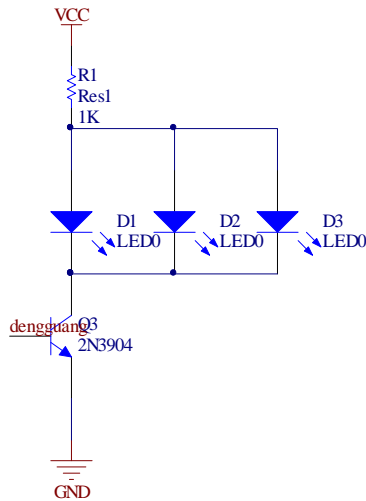 VCC
R1
Res1
1K
D1
LED0
D2
LED0
D3
LED0
dengguang
Q3
2N3904
GND